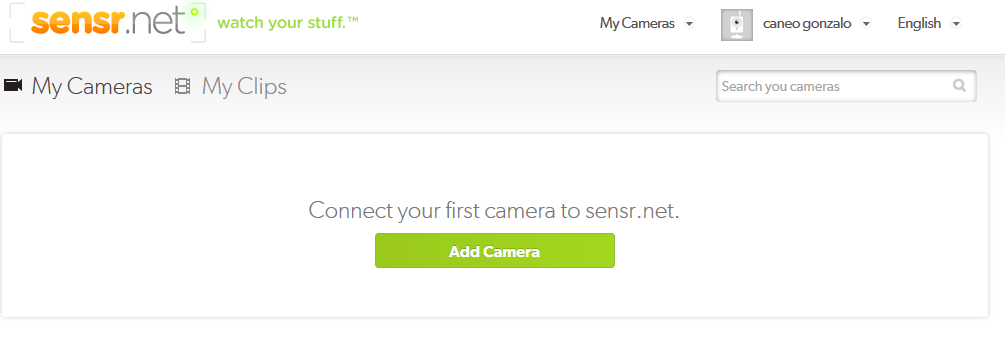 sensr.net watch your stuff.™ My Cameras caneo gonzalo English
My Cameras My Clips Search you cameras
Connect your first camera to sensr.net.
Add Camera